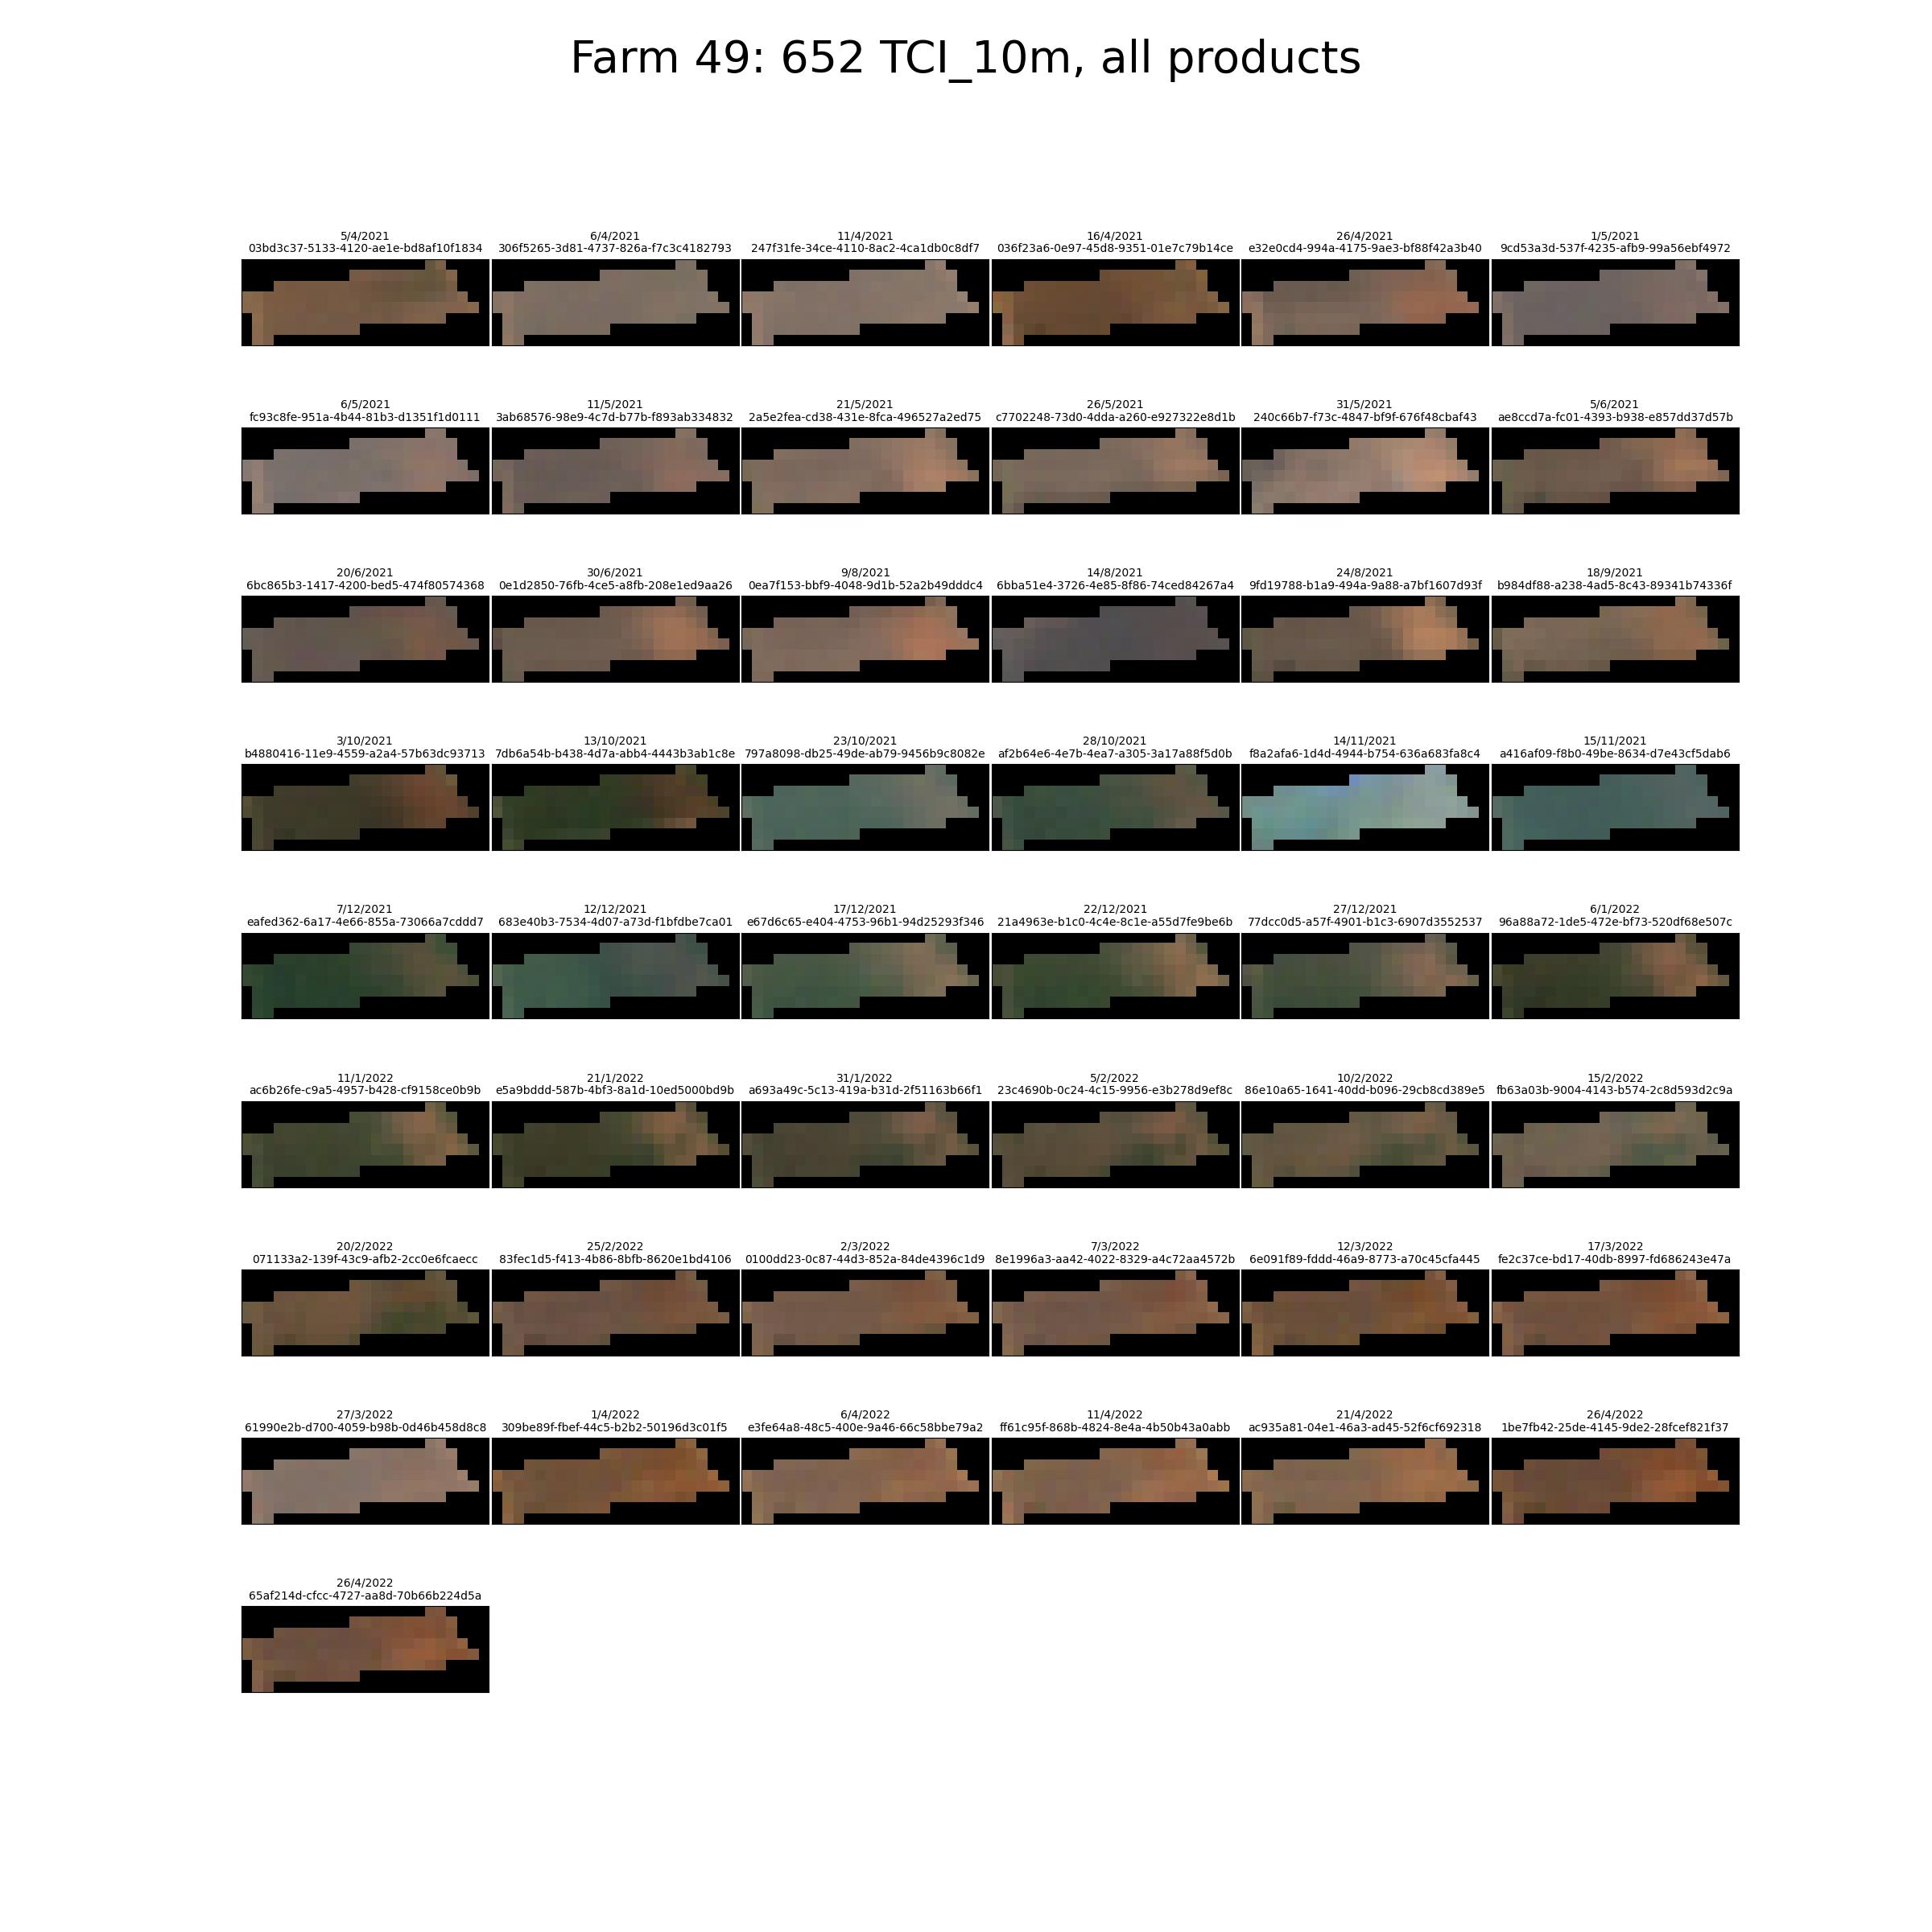 Farm 49: 652 TCI_10m, all products
5/4/2021 6/4/2021 11/4/2021 16/4/2021 26/4/2021 1/5/2021
03bd3c37-5133-4120-ae1e-bd8af10f1834 306f5265-3d81-4737-826a-f7c3c4182793 247f31fe-34ce-4110-8ac2-4ca1db0c8df7 036f23a6-0e97-45d8-9351-01e7c79b14ce e32e0cd4-994a-4175-9ae3-bf88f42a3b40 9cd53a3d-537f-4235-afb9-99a56ebf4972
6/5/2021 11/5/2021 21/5/2021 26/5/2021 31/5/2021 5/6/2021
fc93c8fe-951a-4b44-81b3-d1351f1d0111 3ab68576-98e9-4c7d-b77b-f893ab334832 2a5e2fea-cd38-431e-8fca-496527a2ed75 c7702248-73d0-4dda-a260-e927322e8d1b 240c66b7-f73c-4847-bf9f-676f48cbaf43 ae8ccd7a-fc01-4393-b938-e857dd37d57b
20/6/2021 30/6/2021 9/8/2021 14/8/2021 24/8/2021 18/9/2021
6bc865b3-1417-4200-bed5-474f80574368 0e1d2850-76fb-4ce5-a8fb-208e1ed9aa26 0ea7f153-bbf9-4048-9d1b-52a2b49dddc4 6bba51e4-3726-4e85-8f86-74ced84267a4 9fd19788-b1a9-494a-9a88-a7bf1607d93f b984df88-a238-4ad5-8c43-89341b74336f
3/10/2021 13/10/2021 23/10/2021 28/10/2021 14/11/2021 15/11/2021
b4880416-11e9-4559-a2a4-57b63dc93713 7db6a54b-b438-4d7a-abb4-4443b3ab1c8e 797a8098-db25-49de-ab79-9456b9c8082e af2b64e6-4e7b-4ea7-a305-3a17a88f5d0b f8a2afa6-1d4d-4944-b754-636a683fa8c4 a416af09-f8b0-49be-8634-d7e43cf5dab6
7/12/2021 12/12/2021 17/12/2021 22/12/2021 27/12/2021 6/1/2022
eafed362-6a17-4e66-855a-73066a7cddd7 683e40b3-7534-4d07-a73d-f1bfdbe7ca01 e67d6c65-e404-4753-96b1-94d25293f346 21a4963e-b1c0-4c4e-8c1e-a55d7fe9be6b 77dcc0d5-a57f-4901-b1c3-6907d3552537 96a88a72-1de5-472e-bf73-520df68e507c
11/1/2022 21/1/2022 31/1/2022 5/2/2022 10/2/2022 15/2/2022
ac6b26fe-c9a5-4957-b428-cf9158ce0b9b e5a9bddd-587b-4bf3-8a1d-10ed5000bd9b a693a49c-5c13-419a-b31d-2f51163b66f1 23c4690b-0c24-4c15-9956-e3b278d9ef8c 86e10a65-1641-40dd-b096-29cb8cd389e5 fb63a03b-9004-4143-b574-2c8d593d2c9a
20/2/2022 25/2/2022 2/3/2022 7/3/2022 12/3/2022 17/3/2022
071133a2-139f-43c9-afb2-2cc0e6fcaecc 83fec1d5-f413-4b86-8bfb-8620e1bd4106 0100dd23-0c87-44d3-852a-84de4396c1d9 8e1996a3-aa42-4022-8329-a4c72aa4572b 6e091f89-fddd-46a9-8773-a70c45cfa445 fe2c37ce-bd17-40db-8997-fd686243e47a
27/3/2022 1/4/2022 6/4/2022 11/4/2022 21/4/2022 26/4/2022
61990e2b-d700-4059-b98b-0d46b458d8c8 309be89f-fbef-44c5-b2b2-50196d3c01f5 e3fe64a8-48c5-400e-9a46-66c58bbe79a2 ff61c95f-868b-4824-8e4a-4b50b43a0abb ac935a81-04e1-46a3-ad45-52f6cf692318 1be7fb42-25de-4145-9de2-28fcef821f37
26/4/2022
65af214d-cfcc-4727-aa8d-70b66b224d5a